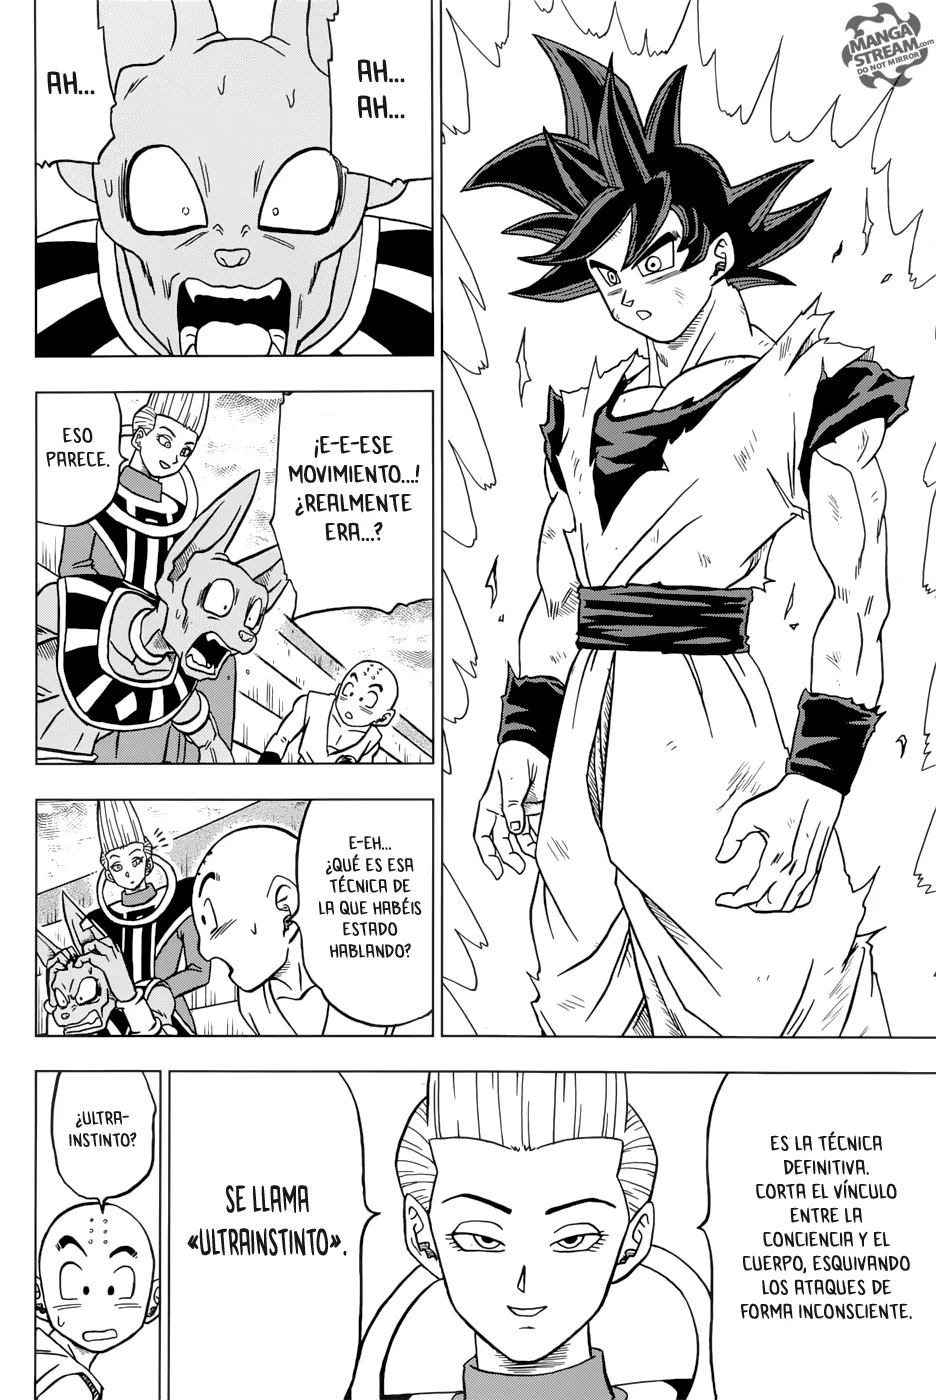 MANGA
STREAM.com
DO NOT MIRROR
AH...
AH...
AH...
¡E-E-ESE
MOVIMIENTO...!
¿REALMENTE
ERA...?
ESO
PARECE.
E-EH...
¿QUÉ ES ESA
TÉCNICA DE
LA QUE HABÉIS
ESTADO
HABLANDO?
ES LA TÉCNICA
DEFINITIVA.
CORTA EL VÍNCULO
ENTRE LA
CONCIENCIA Y EL
CUERPO, ESQUIVANDO
LOS ATAQUES DE
FORMA INCONSCIENTE.
SE LLAMA
«ULTRAINSTINTO».
¿ULTRA-
INSTINTO?